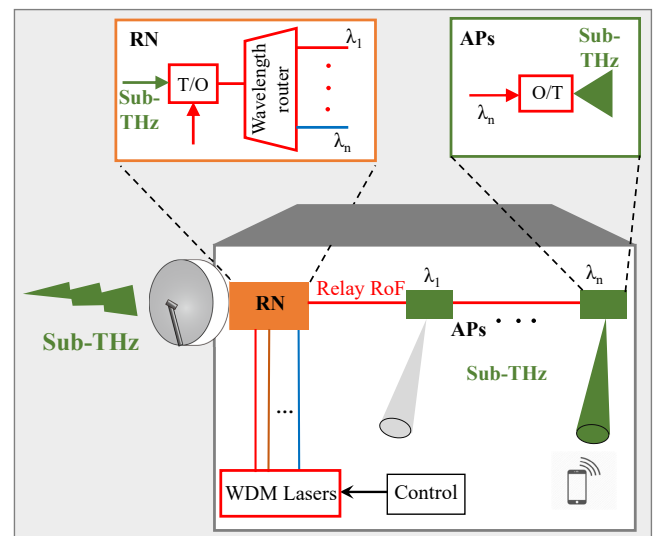 RN
λ1
Sub-
THz
T/O
Wavelength
router
λn
APs
Sub-
THz
λn
O/T
Sub-THz
RN
Relay RoF
λ1
λn
APs
. . .
Sub-THz
...
WDM Lasers
Control